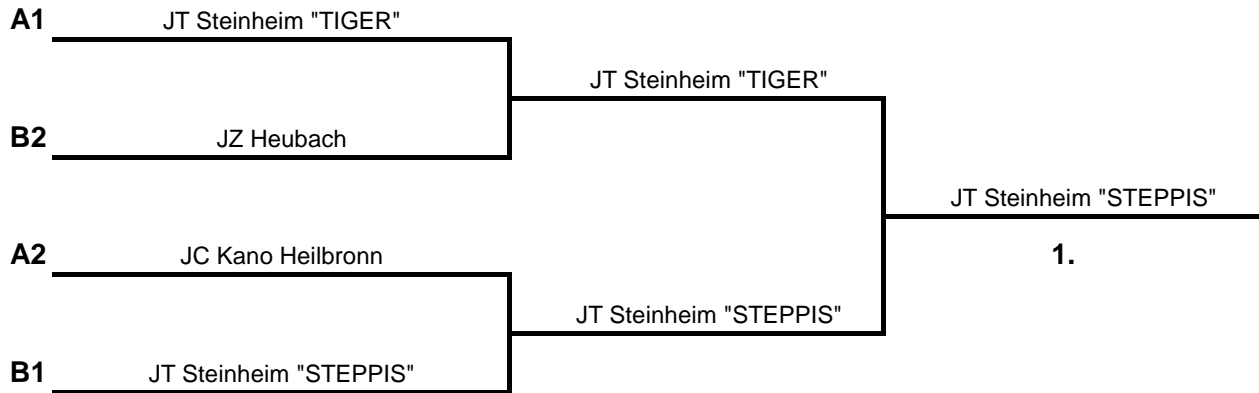 A1 JT Steinheim "TIGER"
JT Steinheim "TIGER"
B2 JZ Heubach
JT Steinheim "STEPPIS"
A2 JC Kano Heilbronn 1.
JT Steinheim "STEPPIS"
B1 JT Steinheim "STEPPIS"